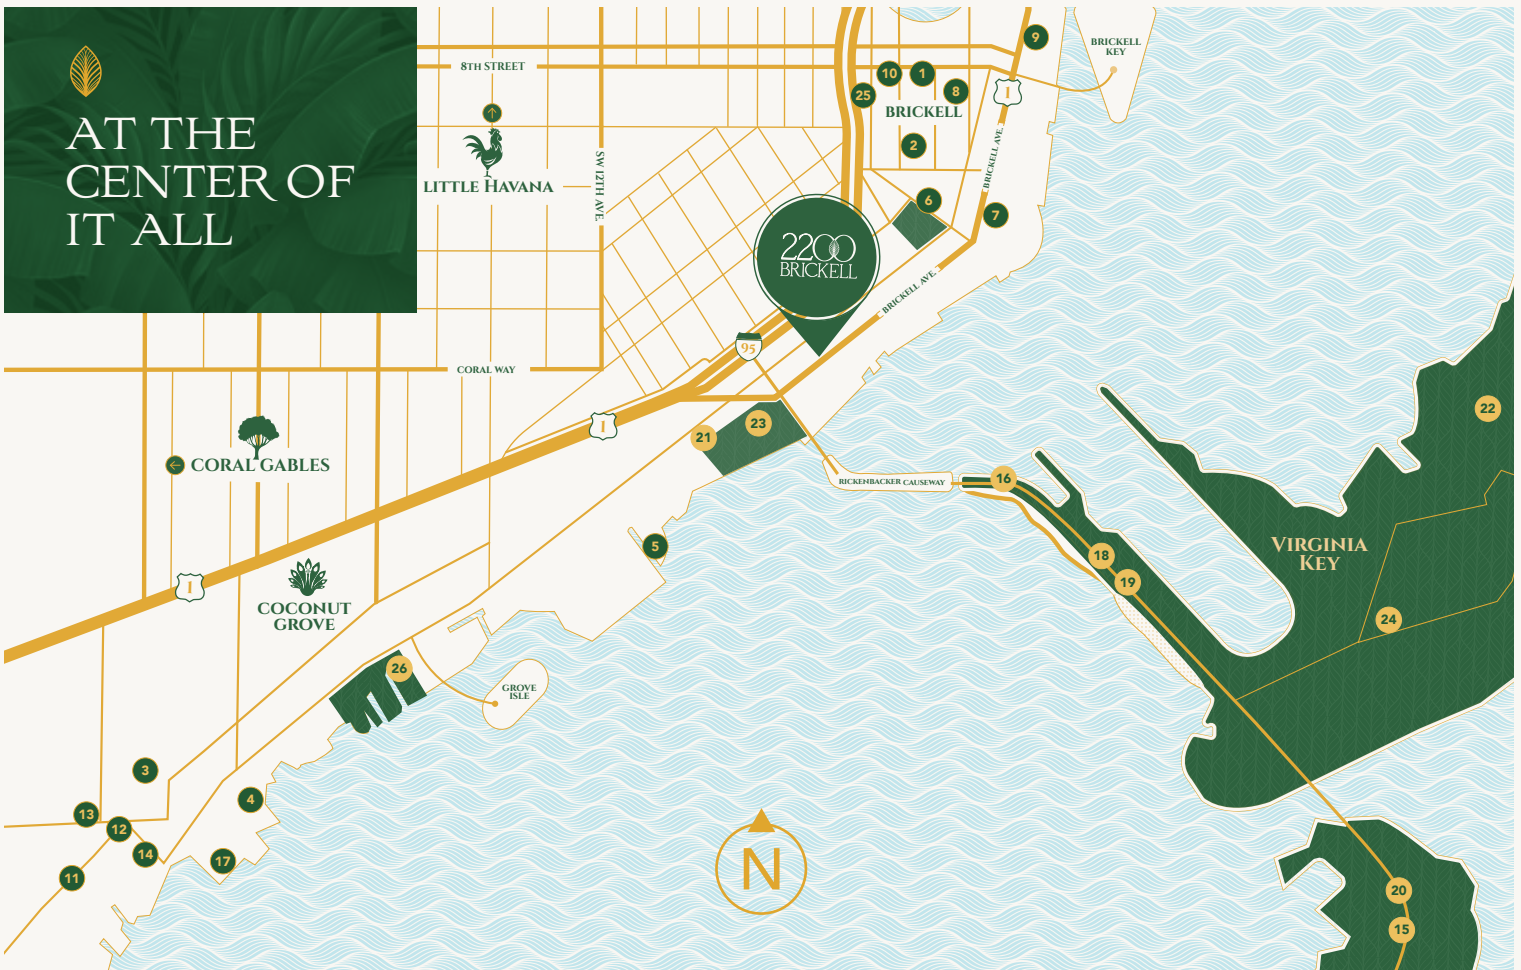 AT THE
CENTER OF
IT ALL
8TH STREET
LITTLE HAVANA
SW 12TH AVE.
9
BRICKELL
KEY
10
1
8
25
1
BRICKELL
2
BRICKELL AVE.
6
7
2200
BRICKELL
BRICKELL AVE.
95
CORAL WAY
1
21
23
22
CORAL GABLES
RICKENBACKER CAUSEWAY
16
5
18
19
VIRGINIA
KEY
24
1
COCONUT
GROVE
26
GROVE
ISLE
3
4
13
12
14
17
11
N
20
15